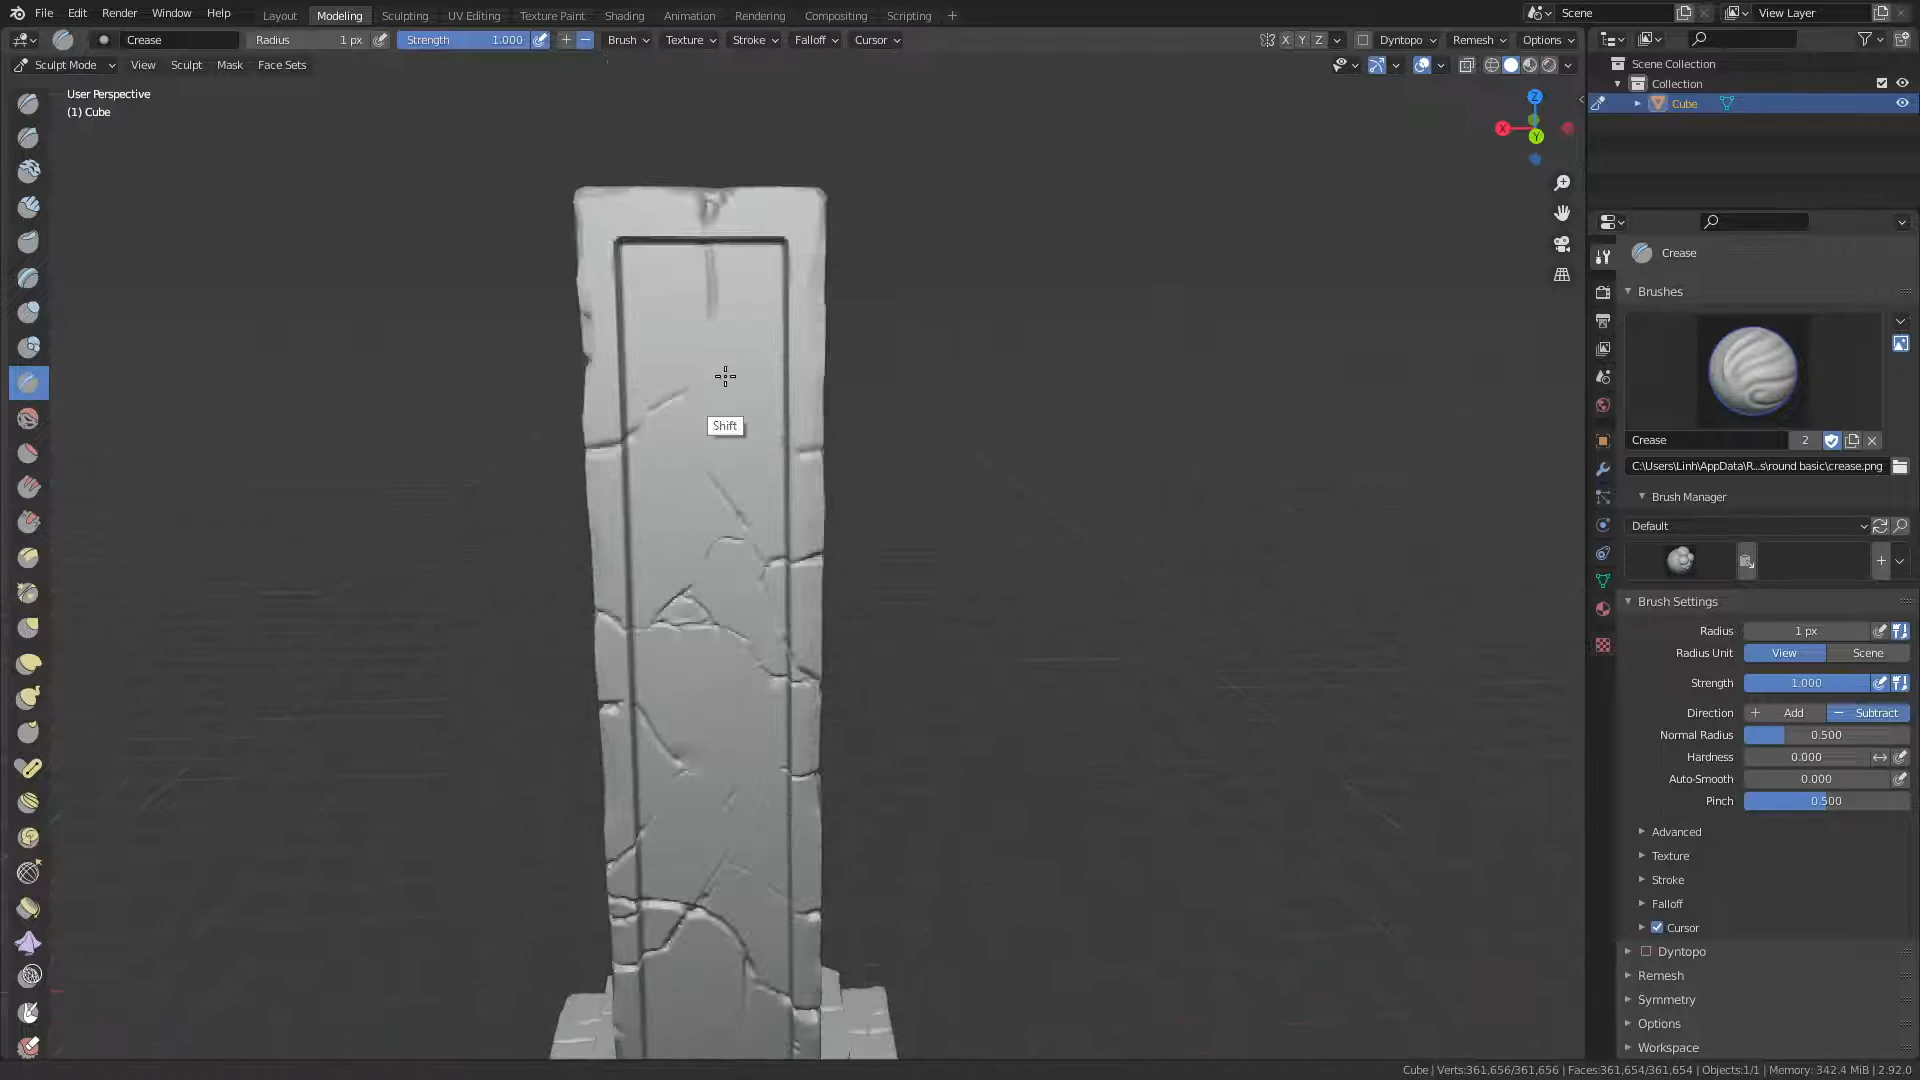 File Edit Render Window Help
Layout Modeling Sculpting UV Editing Texture Paint Shading Animation Rendering Compositing Scripting +
Scene
View Layer
Crease Radius 1 px Strength 1.000 + − Brush Texture Stroke Falloff Cursor
X Y Z Dyntopo Remesh Options
Sculpt Mode View Sculpt Mask Face Sets
User Perspective
(1) Cube
Z
X
Y
Shift
Scene Collection
Collection
Cube
Crease
Brushes
Crease 2
C:\Users\Linh\AppData\R...s\round basic\crease.png
Brush Manager
Default
Brush Settings
Radius 1 px
Radius Unit View Scene
Strength 1.000
Direction + Add − Subtract
Normal Radius 0.500
Hardness 0.000
Auto-Smooth 0.000
Pinch 0.500
Advanced
Texture
Stroke
Falloff
Cursor
Dyntopo
Remesh
Symmetry
Options
Workspace
Cube | Verts:361,656/361,656 | Faces:361,654/361,654 | Objects:1/1 | Memory: 342.4 MiB | 2.92.0